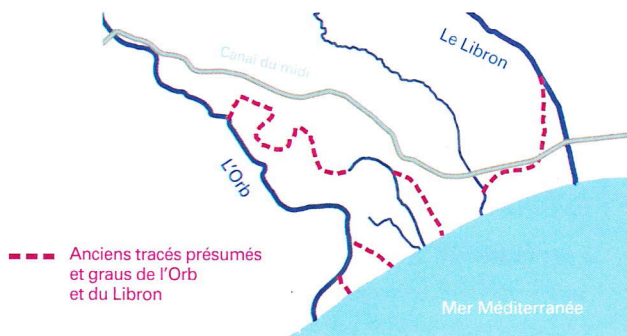 Canal du midi
Le Libron
L'Orb
Anciens tracés présumés
et graus de l'Orb
et du Libron
Mer Méditerranée